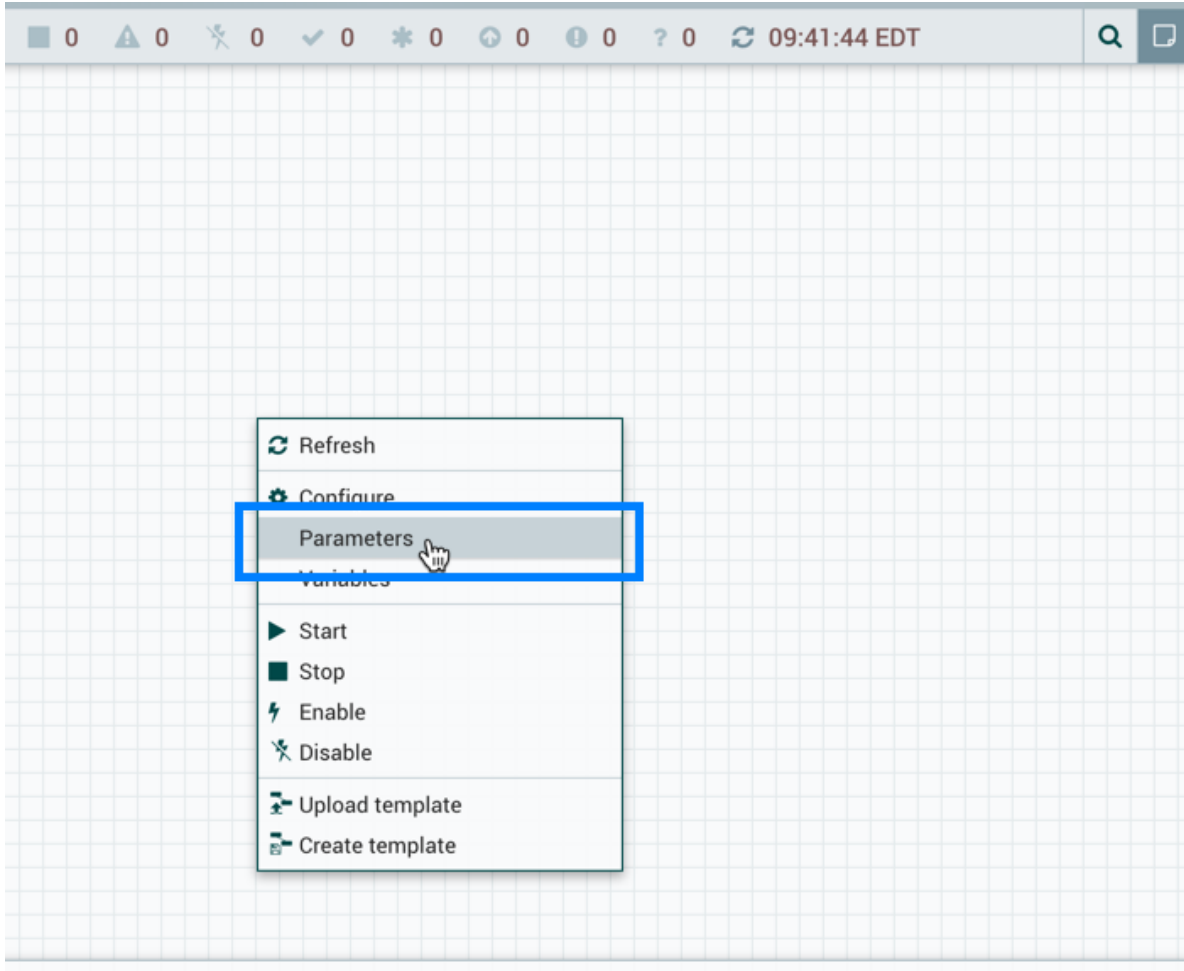 0 0 0 0 0 0 0 ? 0 09:41:44 EDT
Refresh
Configure
Parameters
Variables
Start
Stop
Enable
Disable
Upload template
Create template